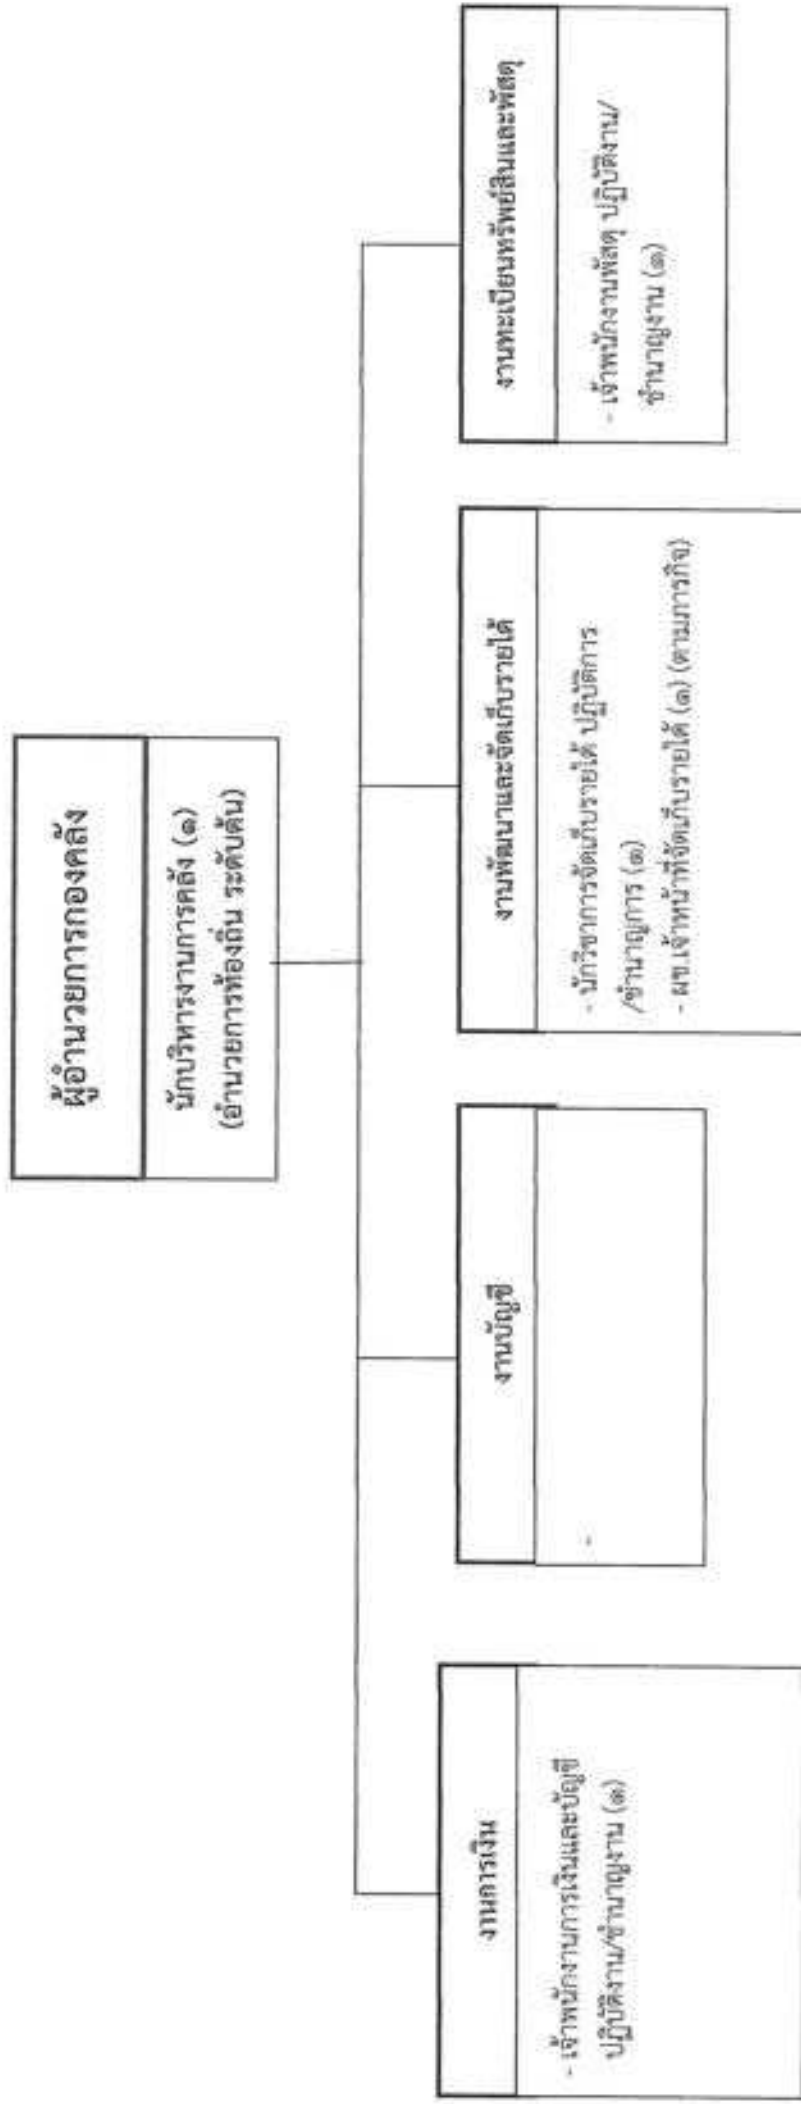 ผู้อำนวยการกองคลัง
นักบริหารงานการคลัง (๑)
(อำนวยการท้องถิ่น ระดับต้น)
งานการเงิน
- เจ้าพนักงานการเงินและบัญชี
ปฏิบัติงาน/ชำนาญงาน (๑)
งานบัญชี
-
งานพัฒนาและจัดเก็บรายได้
- นักวิชาการจัดเก็บรายได้ ปฏิบัติการ
/ชำนาญการ (๑)
- ผช.เจ้าหน้าที่จัดเก็บรายได้ (๑) (ตามภารกิจ)
งานทะเบียนทรัพย์สินและพัสดุ
- เจ้าพนักงานพัสดุ ปฏิบัติงาน/
ชำนาญงาน (๑)